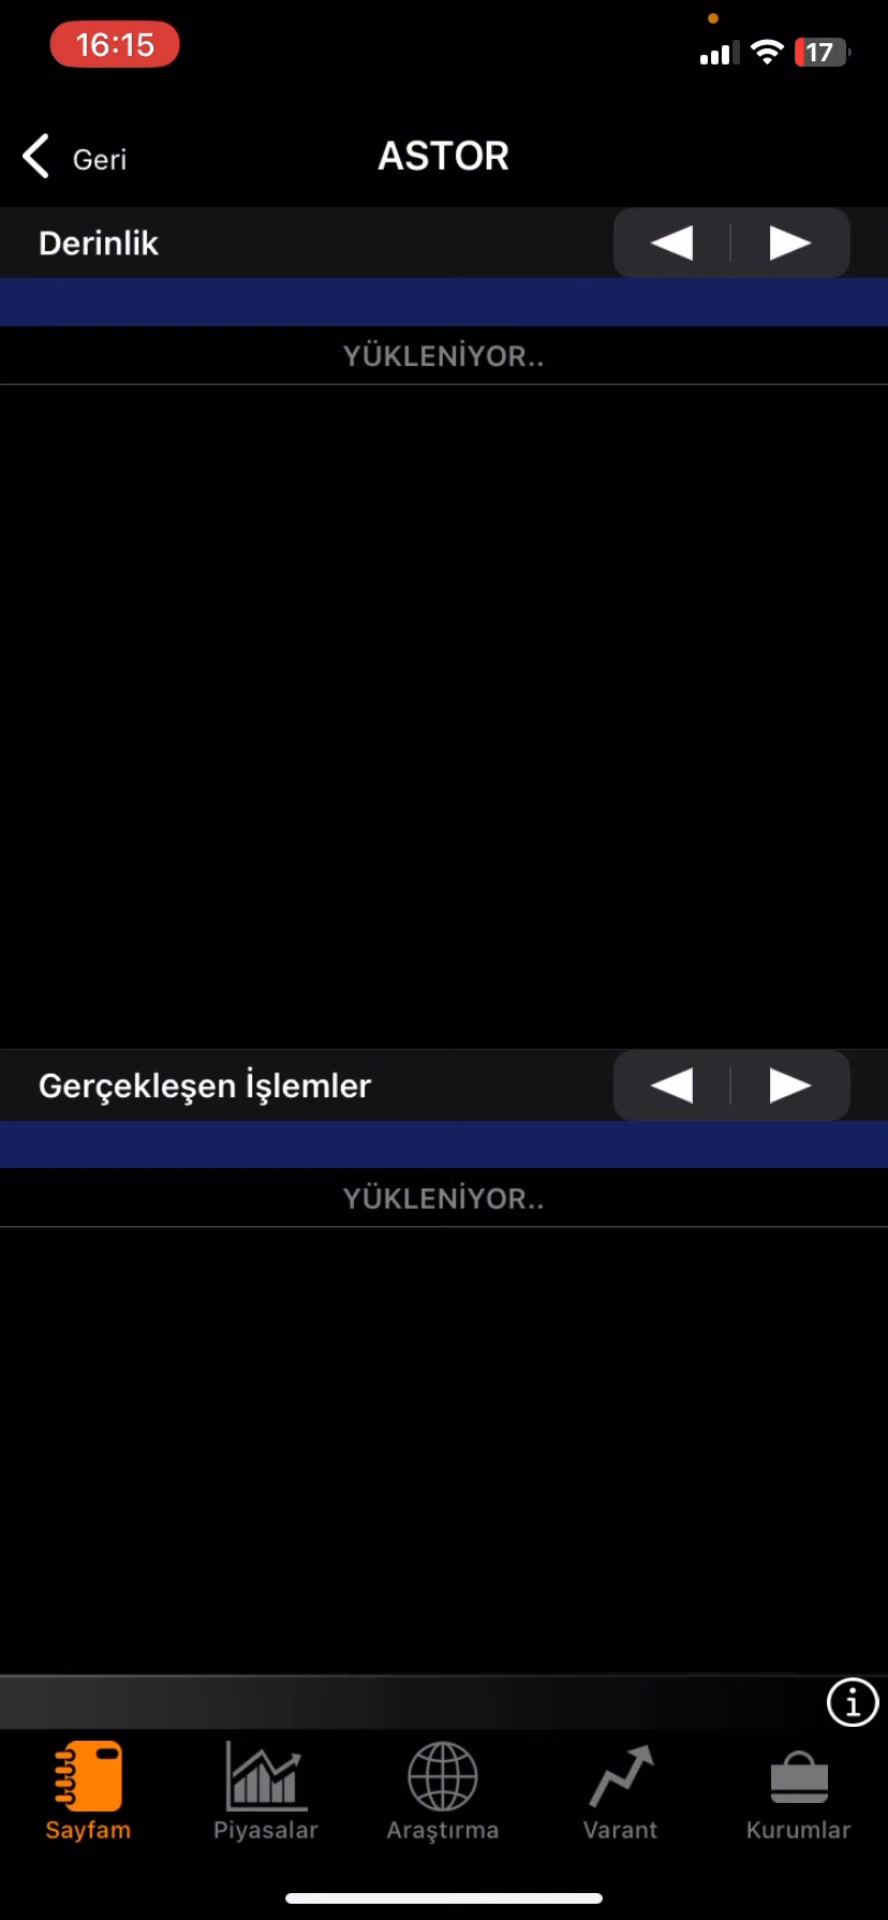 16:15
17
Geri
ASTOR
Derinlik
YÜKLENİYOR..
Gerçekleşen İşlemler
YÜKLENİYOR..
Sayfam
Piyasalar
Araştırma
Varant
Kurumlar